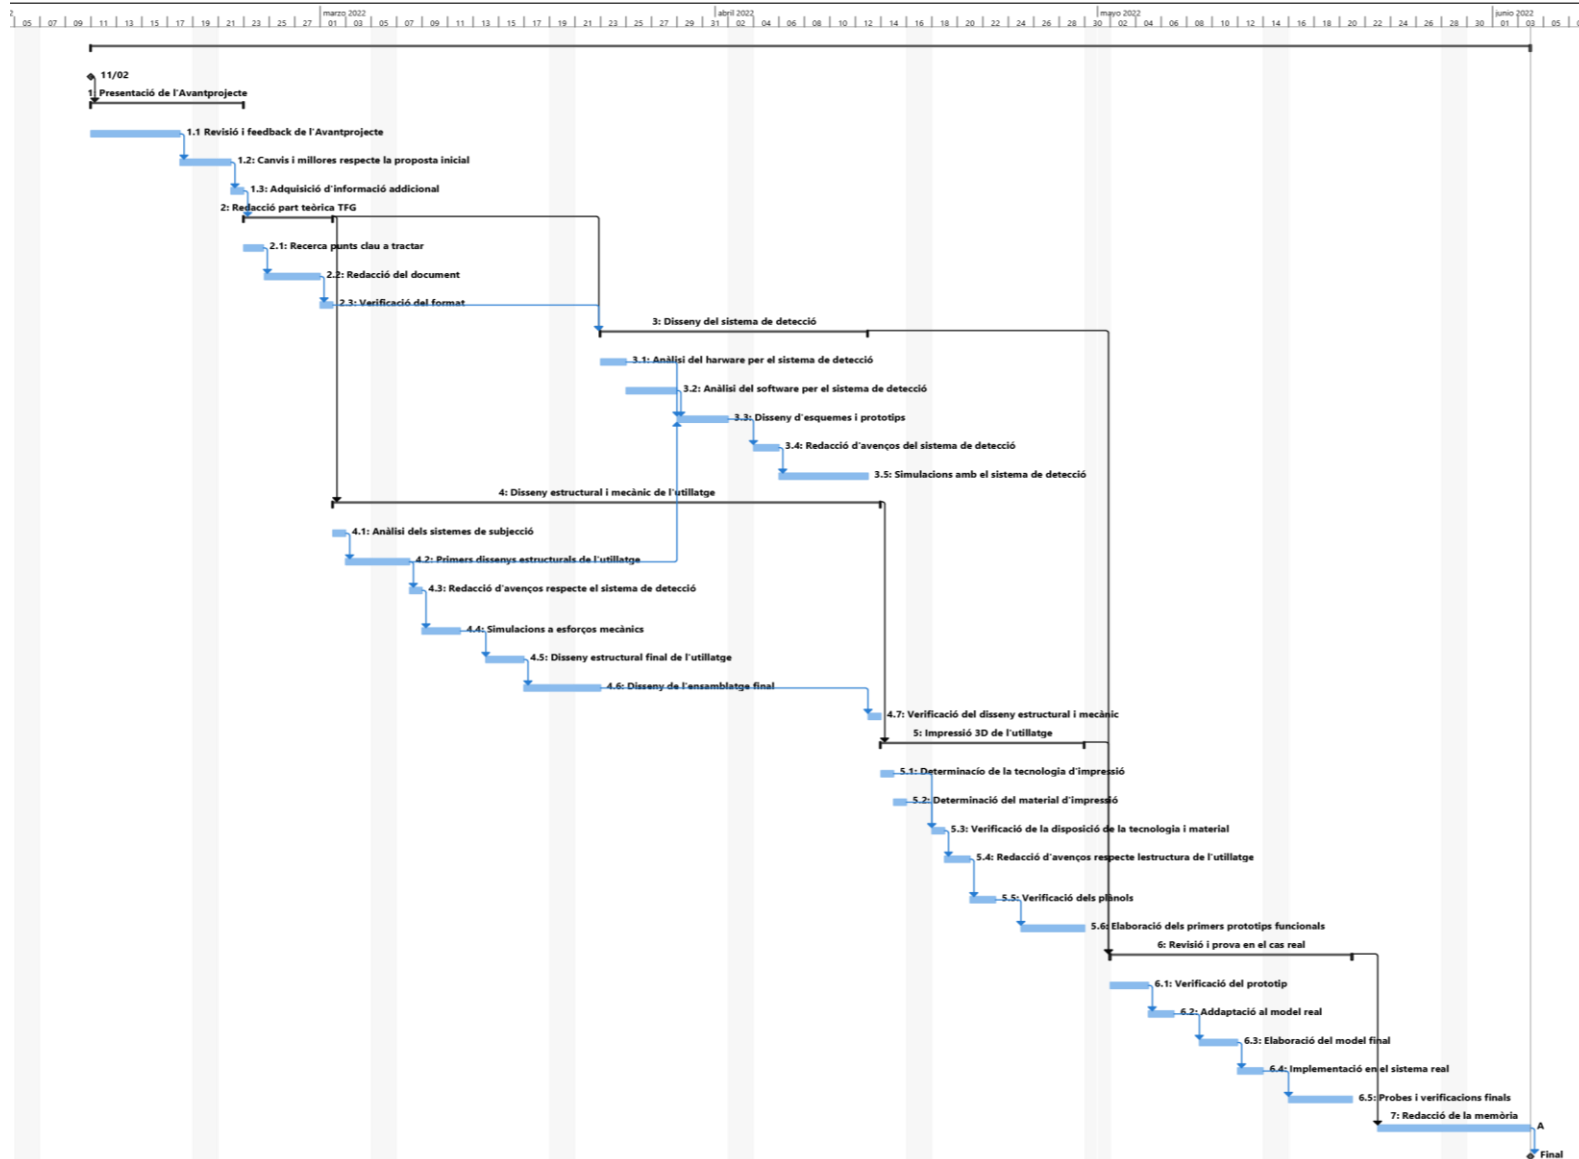 2 marzo 2022 abril 2022 mayo 2022 junio 2022
05 07 09 11 13 15 17 19 21 23 25 27 01 03 05 07 09 11 13 15 17 19 21 23 25 27 29 31 02 04 06 08 10 12 14 16 18 20 22 24 26 28 30 02 04 06 08 10 12 14 16 18 20 22 24 26 28 30 01 03 05
11/02
1 Presentació de l'Avantprojecte
1.1 Revisió i feedback de l'Avantprojecte
1.2: Canvis i millores respecte la proposta inicial
1.3: Adquisició d'informació addicional
2: Redacció part teòrica TFG
2.1: Recerca punts clau a tractar
2.2: Redacció del document
2.3: Verificació del format
3: Disseny del sistema de detecció
3.1: Anàlisi del harware per el sistema de detecció
3.2: Anàlisi del software per el sistema de detecció
3.3: Disseny d'esquemes i prototips
3.4: Redacció d'avenços del sistema de detecció
3.5: Simulacions amb el sistema de detecció
4: Disseny estructural i mecànic de l'utillatge
4.1: Anàlisi dels sistemes de subjecció
4.2: Primers dissenys estructurals de l'utillatge
4.3: Redacció d'avenços respecte el sistema de detecció
4.4: Simulacions a esforços mecànics
4.5: Disseny estructural final de l'utillatge
4.6: Disseny de l'ensamblatge final
4.7: Verificació del disseny estructural i mecànic
5: Impressió 3D de l'utillatge
5.1: Determinacío de la tecnologia d'impressió
5.2: Determinació del material d'impressió
5.3: Verificació de la disposició de la tecnologia i material
5.4: Redacció d'avenços respecte lestructura de l'utillatge
5.5: Verificació dels plànols
5.6: Elaboració dels primers prototips funcionals
6: Revisió i prova en el cas real
6.1: Verificació del prototip
6.2: Addaptació al model real
6.3: Elaboració del model final
6.4: Implementació en el sistema real
6.5: Probes i verificacions finals
7: Redacció de la memòria
A
Final